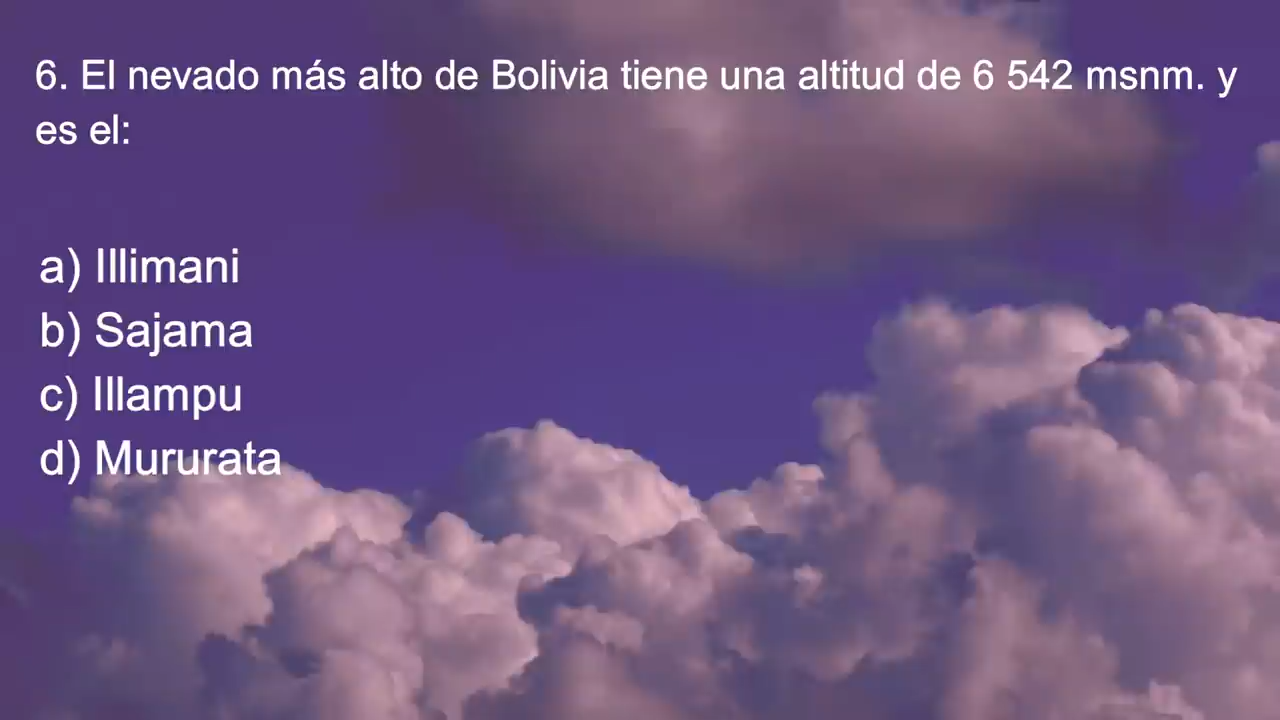 6. El nevado más alto de Bolivia tiene una altitud de 6 542 msnm. y
es el:
a) Illimani
b) Sajama
c) Illampu
d) Mururata